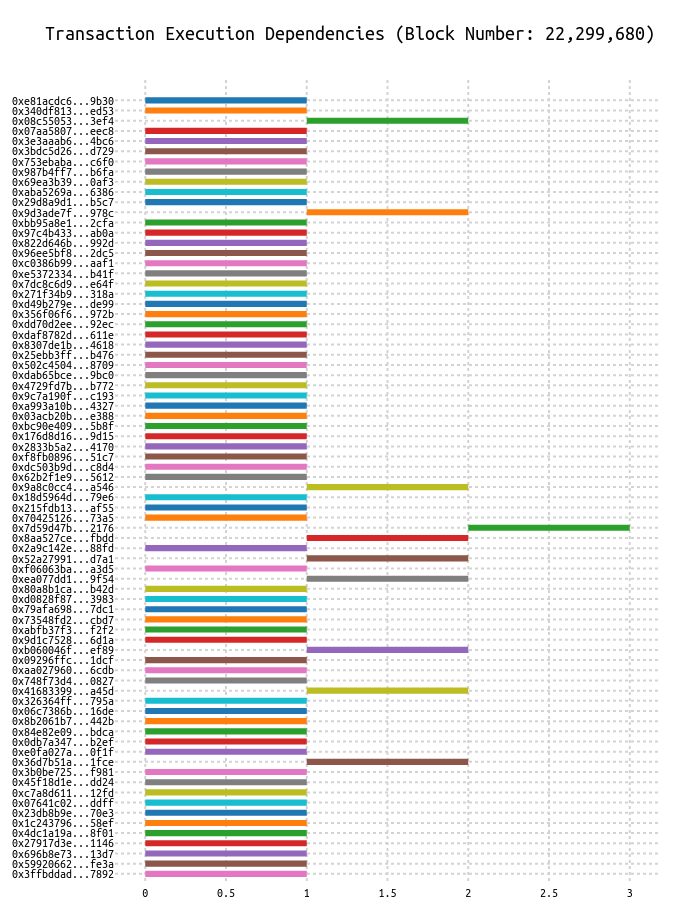 Transaction Execution Dependencies (Block Number: 22,299,680)
0xe81acdc6...9b30
0x340df813...ed53
0x08c55053...3ef4
0x07aa5807...eec8
0x3e3aaab6...4bc6
0x3bdc5d26...d729
0x753ebaba...c6f0
0x987b4ff7...b6fa
0x69ea3b39...0af3
0xaba5269a...6386
0x29d8a9d1...b5c7
0x9d3ade7f...978c
0xbb95a8e1...2cfa
0x97c4b433...ab0a
0x822d646b...992d
0x96ee5bf8...2dc5
0xc0386b99...aaf1
0xe5372334...b41f
0x7dc8c6d9...e64f
0x271f34b9...318a
0xd49b279e...de99
0x356f06f6...972b
0xdd70d2ee...92ec
0xdaf8782d...611e
0x8307de1b...4618
0x25ebb3ff...b476
0x502c4504...8709
0xdab65bce...9bc0
0x4729fd7b...b772
0x9c7a190f...c193
0xa993a10b...4327
0x03acb20b...e388
0xbc90e409...5b8f
0x176d8d16...9d15
0x2833b5a2...4170
0xf8fb0896...51c7
0xdc503b9d...c8d4
0x62b2f1e9...5612
0x9a8c0cc4...a546
0x18d5964d...79e6
0x215fdb13...af55
0x70425126...73a5
0x7d59d47b...2176
0x8aa527ce...fbdd
0x2a9c142e...88fd
0x52a27991...d7a1
0xf06063ba...a3d5
0xea077dd1...9f54
0x80a8b1ca...b42d
0xd0828f87...3983
0x79afa698...7dc1
0x73548fd2...cbd7
0xabfb37f3...f2f2
0x9d1c7528...6d1a
0xb060046f...ef89
0x09296ffc...1dcf
0xaa027960...6cdb
0x748f73d4...0827
0x41683399...a45d
0x326364ff...795a
0x06c7386b...16de
0x8b2061b7...442b
0x84e82e09...bdca
0x0db7a347...b2ef
0xe0fa027a...0f1f
0x36d7b51a...1fce
0x3b0be725...f981
0x45f18d1e...dd24
0xc7a8d611...12fd
0x07641c02...ddff
0x23db8b9e...70e3
0x1c243796...58ef
0x4dc1a19a...8f01
0x27917d3e...1146
0x696b8e73...13d7
0x59920662...fe3a
0x3ffbddad...7892
0 0.5 1 1.5 2 2.5 3